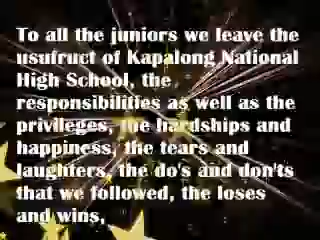 To all the juniors we leave the
usufruct of Kapalong National
High School, the
responsibilities as well as the
privileges, the hardships and
happiness, the tears and
laughters, the do's and don'ts
that we followed, the loses
and wins,